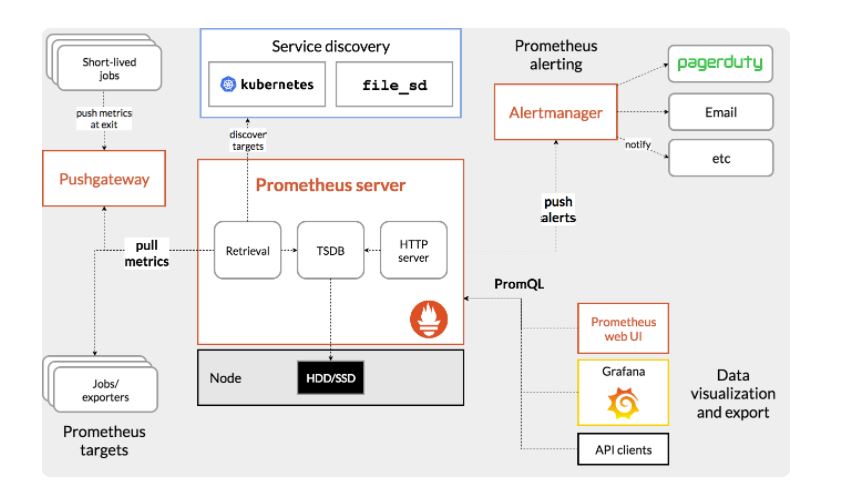 Short-lived
jobs
push metrics
at exit
Pushgateway
Service discovery
kubernetes
file_sd
discover
targets
Prometheus
alerting
Alertmanager
pagerduty
Email
etc
notify
Prometheus server
Retrieval
TSDB
HTTP
server
pull
metrics
push
alerts
PromQL
Node
HDD/SSD
Jobs/
exporters
Prometheus
targets
Prometheus
web UI
Grafana
API clients
Data
visualization
and export